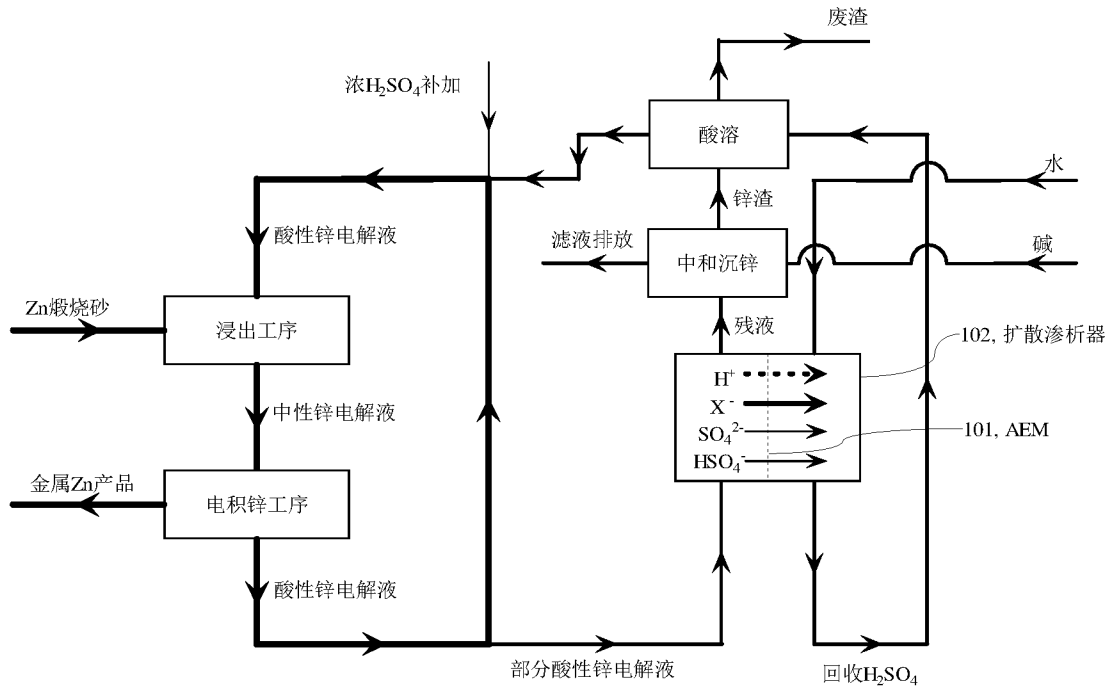 废渣
浓H₂SO₄补加
酸溶
水
锌渣
酸性锌电解液
滤液排放
中和沉锌
碱
Zn煅烧砂
浸出工序
残液
102, 扩散渗析器
H⁺
X⁻
中性锌电解液
SO₄²⁻
101, AEM
HSO₄⁻
金属Zn产品
电积锌工序
酸性锌电解液
部分酸性锌电解液
回收H₂SO₄